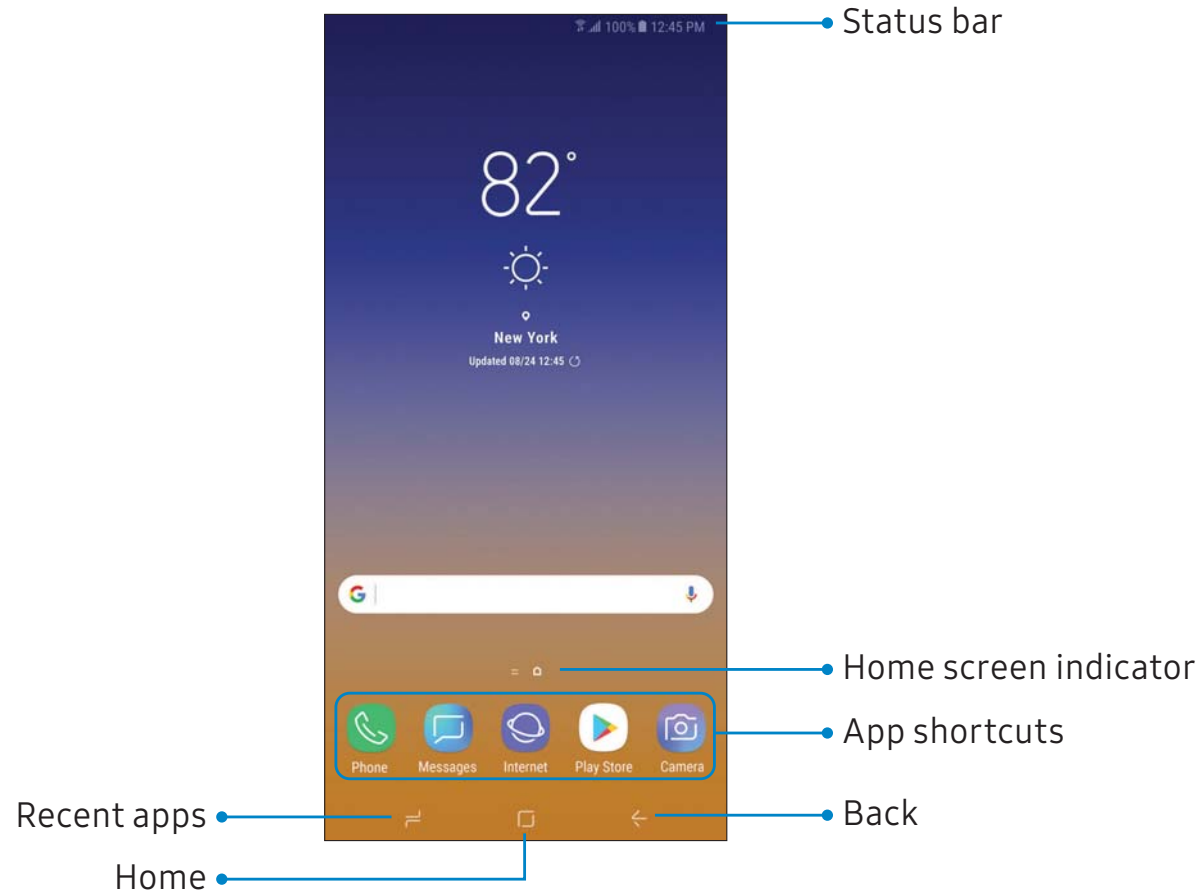 100% 12:45 PM
Status bar
82°
New York
Updated 08/24 12:45
G
Home screen indicator
App shortcuts
Phone Messages Internet Play Store Camera
Recent apps
Back
Home